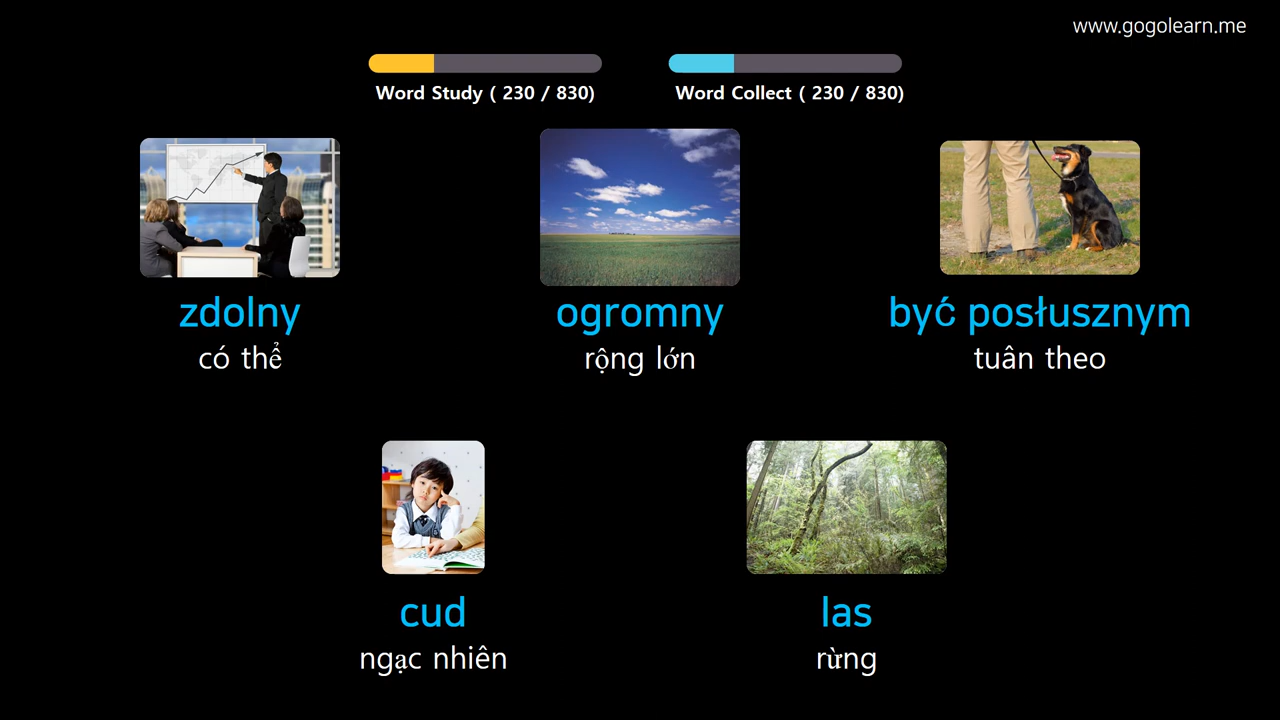 www.gogolearn.me
Word Study ( 230 / 830)
Word Collect ( 230 / 830)
zdolny
có thể
ogromny
rộng lớn
być posłusznym
tuân theo
cud
ngạc nhiên
las
rừng